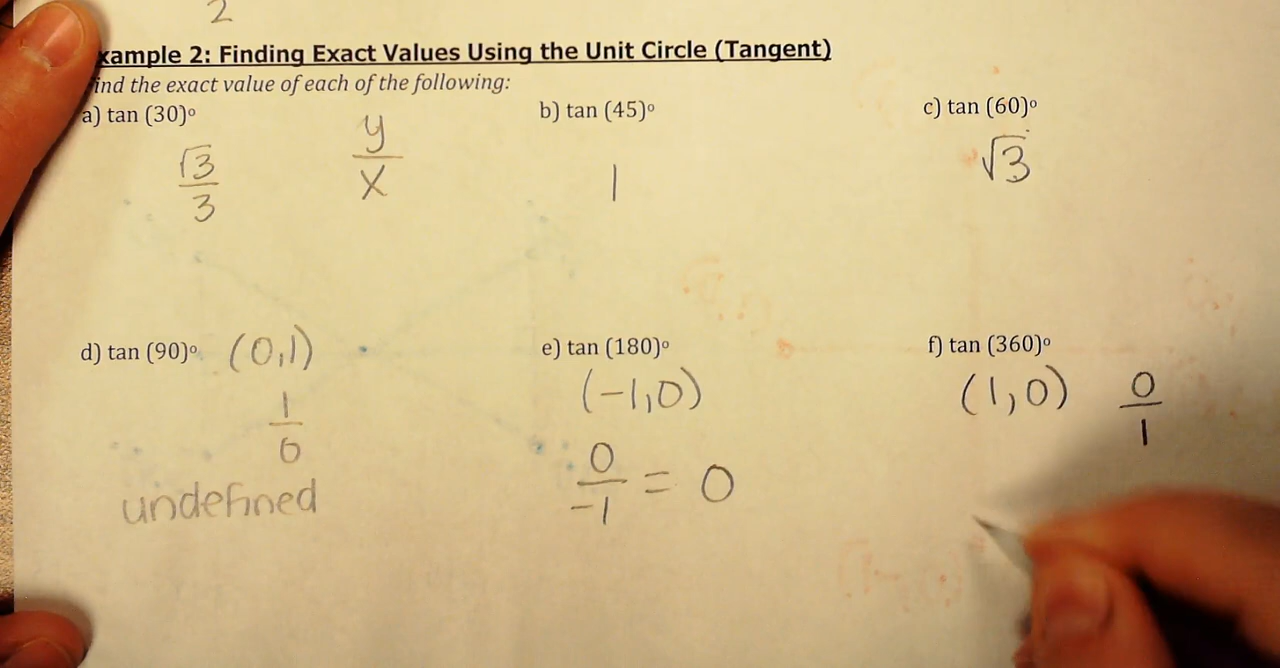 2
xample 2: Finding Exact Values Using the Unit Circle (Tangent)
ind the exact value of each of the following:
a) tan (30)°
√3/3
y/x
b) tan (45)°
1
c) tan (60)°
√3
d) tan (90)° (0,1)
1/0
undefined
e) tan (180)°
(-1,0)
0/-1 = 0
f) tan (360)°
(1,0) 0/1